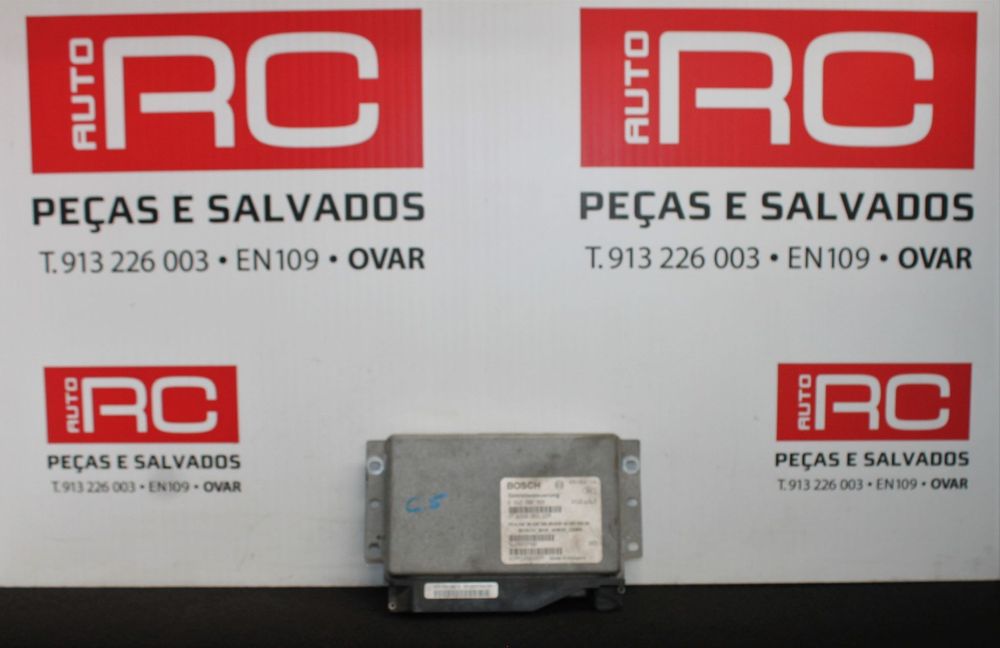 AUTO RC
PEÇAS E SALVADOS
T. 913 226 003 • EN109 • OVAR
AUTO RC
PEÇAS E SALVADOS
T. 913 226 003 • EN109 • OVAR
AUTO RC
PEÇAS E SALVADOS
T. 913 226 003 • EN109 • OVAR
AUTO RC
PEÇAS E SALVADOS
T. 913 226 003 • EN109 • OVAR
C5
BOSCH